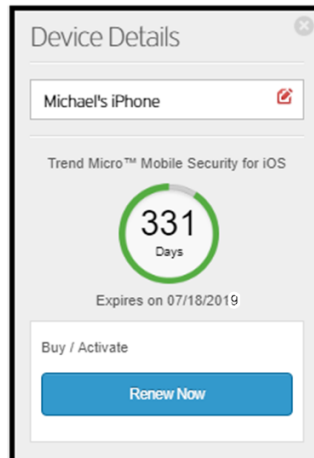 Device Details
Michael's iPhone
Trend Micro™ Mobile Security for iOS
331
Days
Expires on 07/18/2019
Buy / Activate
Renew Now